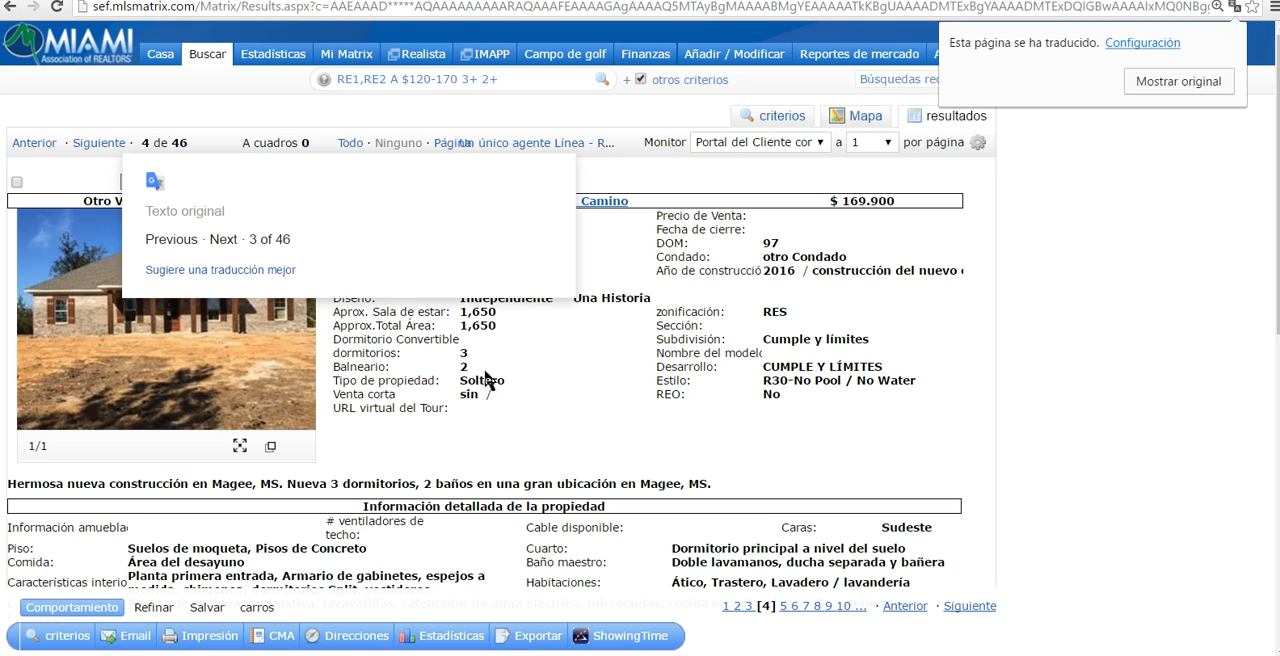 sef.mlsmatrix.com/Matrix/Results.aspx?c=AAEAAAD*****AQAAAAAAAAARAQAAAFEAAAAGAgAAAAQ5MTAyBgMAAAABMgYEAAAAATkKBgUAAAADMTExBgYAAAADMTExDQIGBwAAAAIxMQ0NBg
Esta página se ha traducido. Configuración
Mostrar original
MIAMI
Association of REALTORS
Casa Buscar Estadísticas Mi Matrix Realista IMAPP Campo de golf Finanzas Añadir / Modificar Reportes de mercado
RE1,RE2 A $120-170 3+ 2+ + otros criterios Búsquedas rec
criterios Mapa resultados
Anterior · Siguiente · 4 de 46 A cuadros 0 Todo · Ninguno · Página Un único agente Línea - R... Monitor Portal del Cliente cor a 1 por página
Texto original
Previous · Next · 3 of 46
Sugiere una traducción mejor
Otro V Camino $ 169.900
Precio de Venta:
Fecha de cierre:
DOM: 97
Condado: otro Condado
Año de construcció 2016 / construcción del nuevo
Diseño: Independiente Una Historia
Aprox. Sala de estar: 1,650 zonificación: RES
Approx.Total Área: 1,650 Sección:
Dormitorio Convertible Subdivisión: Cumple y límites
dormitorios: 3 Nombre del modelo
Balneario: 2 Desarrollo: CUMPLE Y LÍMITES
Tipo de propiedad: Soltero Estilo: R30-No Pool / No Water
Venta corta sin / REO: No
URL virtual del Tour:
1/1
Hermosa nueva construcción en Magee, MS. Nueva 3 dormitorios, 2 baños en una gran ubicación en Magee, MS.
Información detallada de la propiedad
Información amueblac # ventiladores de techo: Cable disponible: Caras: Sudeste
Piso: Suelos de moqueta, Pisos de Concreto Cuarto: Dormitorio principal a nivel del suelo
Comida: Área del desayuno Baño maestro: Doble lavamanos, ducha separada y bañera
Características interio Planta primera entrada, Armario de gabinetes, espejos a Habitaciones: Ático, Trastero, Lavadero / lavandería
Comportamiento Refinar Salvar carros
1 2 3 [4] 5 6 7 8 9 10 ... · Anterior · Siguiente
criterios Email Impresión CMA Direcciones Estadísticas Exportar ShowingTime